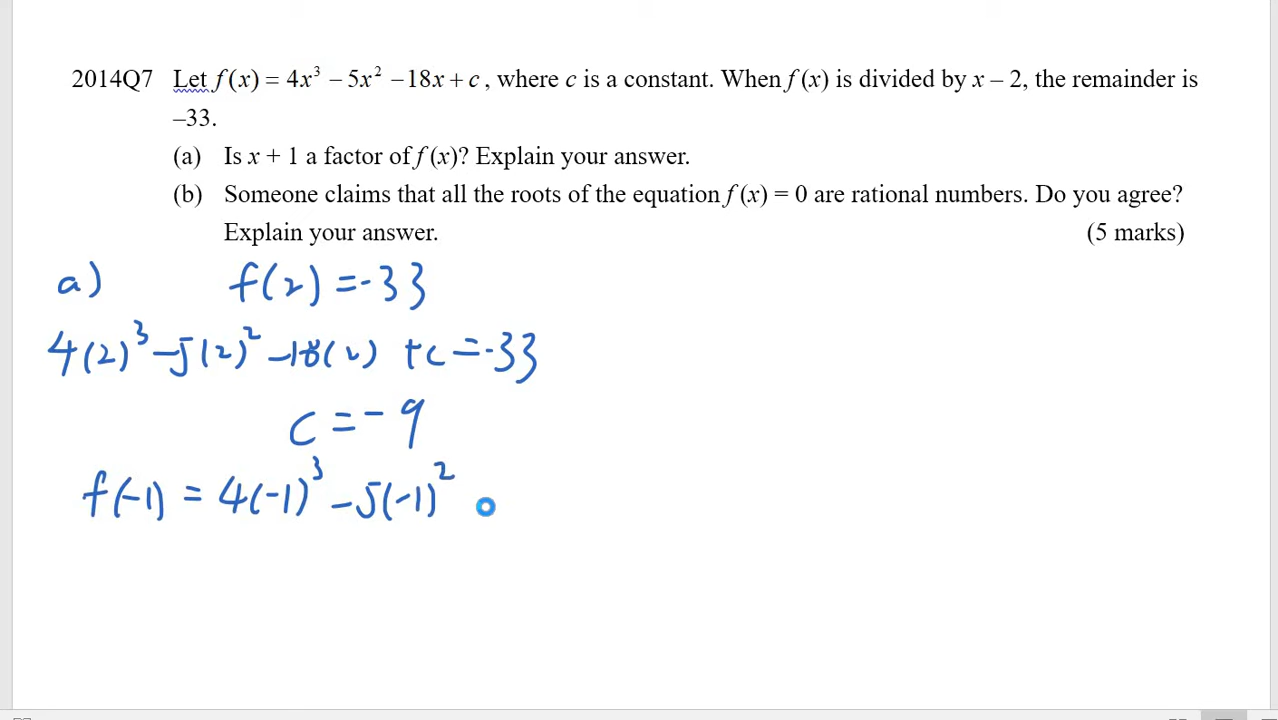 2014Q7 Let f(x) = 4x³ – 5x² – 18x + c, where c is a constant. When f(x) is divided by x – 2, the remainder is
–33.
(a) Is x + 1 a factor of f(x)? Explain your answer.
(b) Someone claims that all the roots of the equation f(x) = 0 are rational numbers. Do you agree?
Explain your answer. (5 marks)
a) f(2) = -33
4(2)³ -5(2)² -18(2) +c = -33
c = -9
f(-1) = 4(-1)³ -5(-1)²